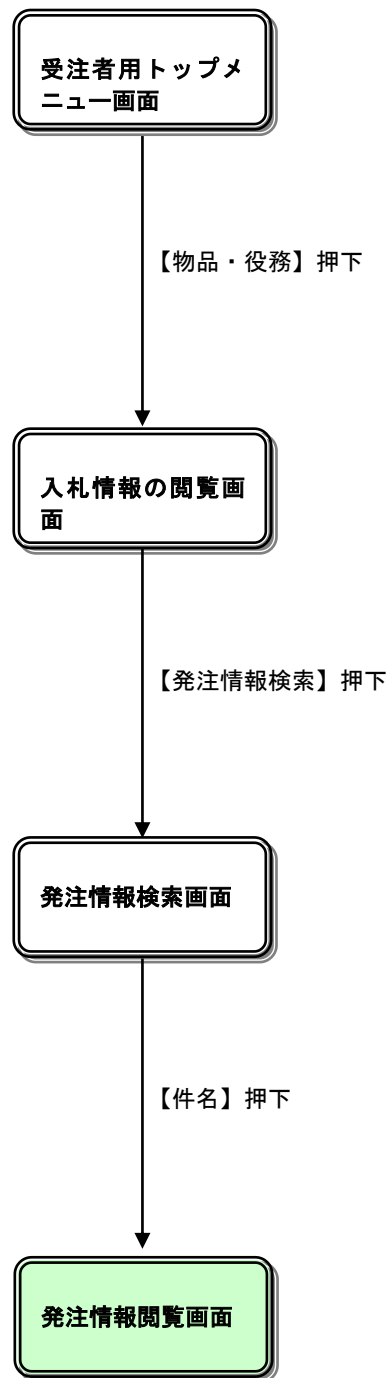 受注者用トップメ
ニュー画面
【物品・役務】押下
入札情報の閲覧画
面
【発注情報検索】押下
発注情報検索画面
【件名】押下
発注情報閲覧画面